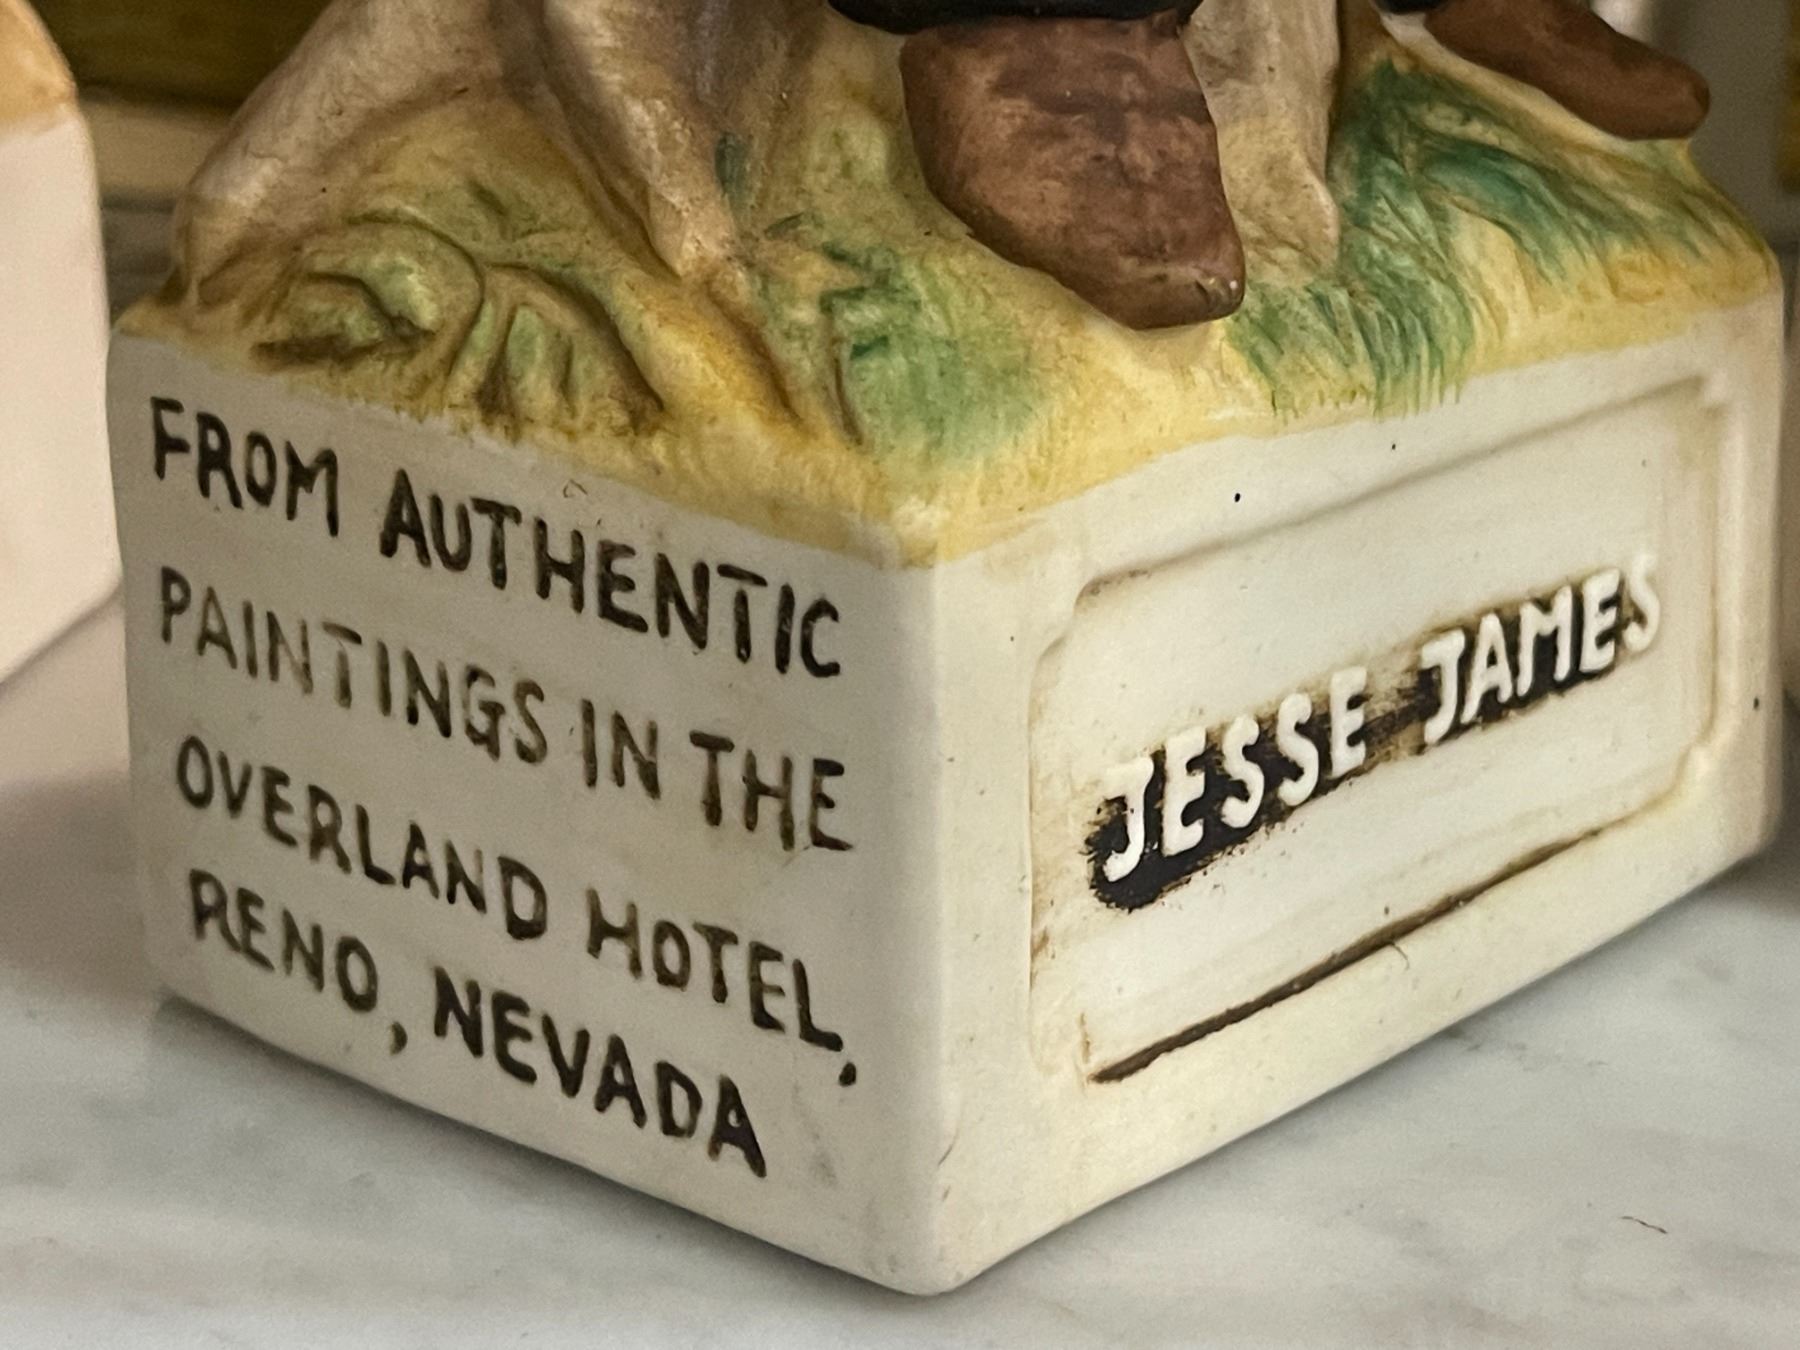 FROM AUTHENTIC
PAINTINGS IN THE
OVERLAND HOTEL,
RENO, NEVADA
JESSE JAMES